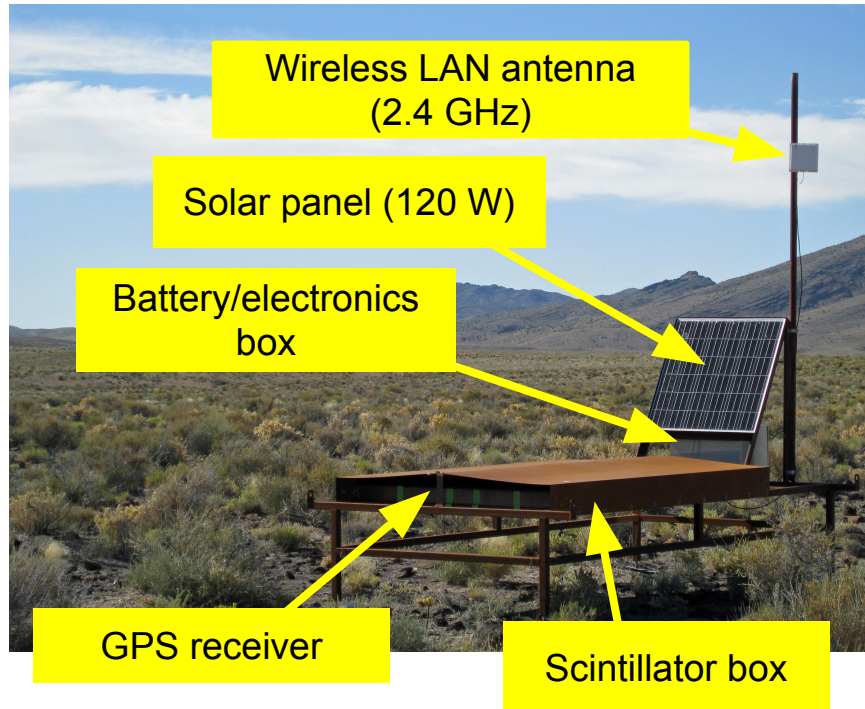 Wireless LAN antenna
(2.4 GHz)
Solar panel (120 W)
Battery/electronics
box
GPS receiver
Scintillator box